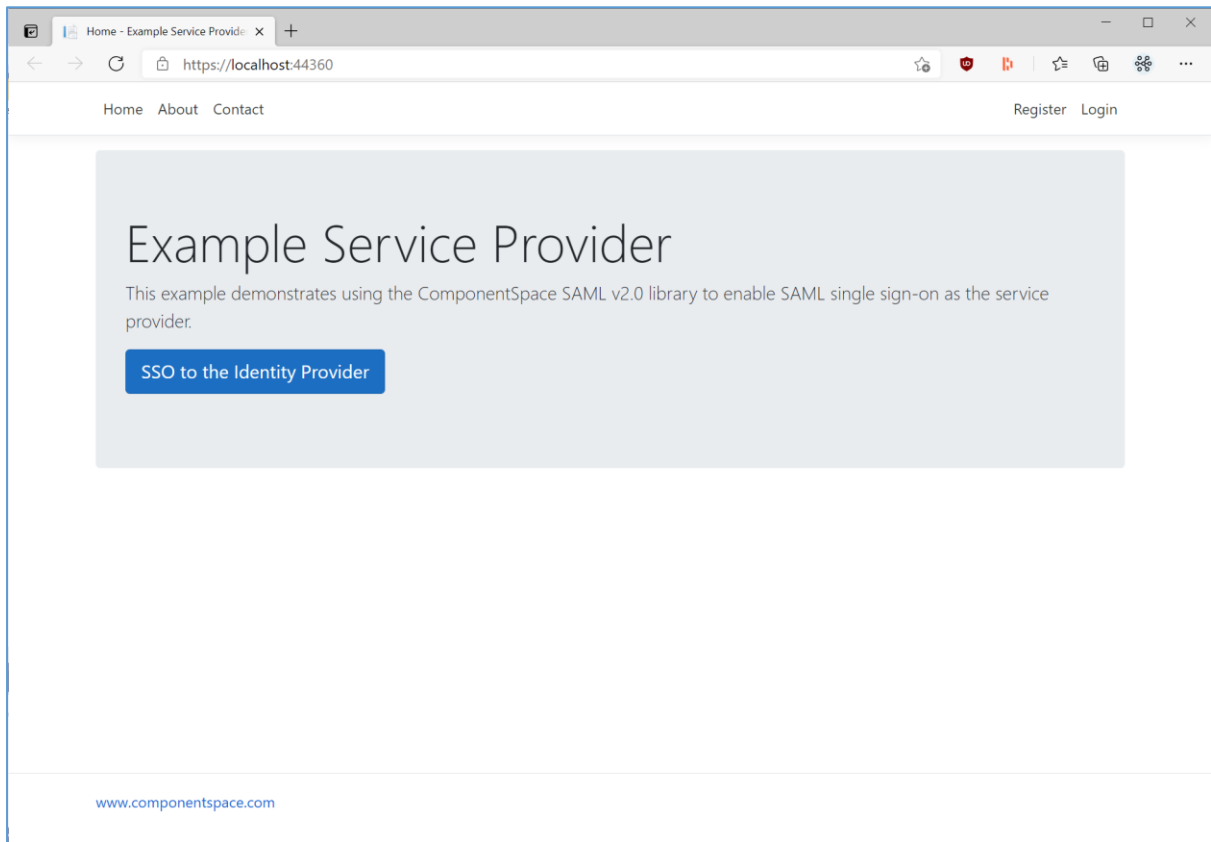 Home - Example Service Provide
https://localhost:44360
Home About Contact Register Login
Example Service Provider
This example demonstrates using the ComponentSpace SAML v2.0 library to enable SAML single sign-on as the service
provider.
SSO to the Identity Provider
www.componentspace.com